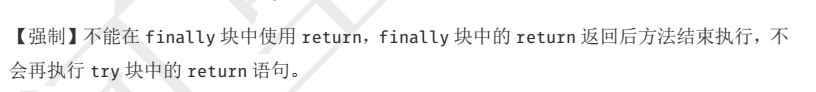 【强制】不能在 finally 块中使用 return，finally 块中的 return 返回后方法结束执行，不
会再执行 try 块中的 return 语句。